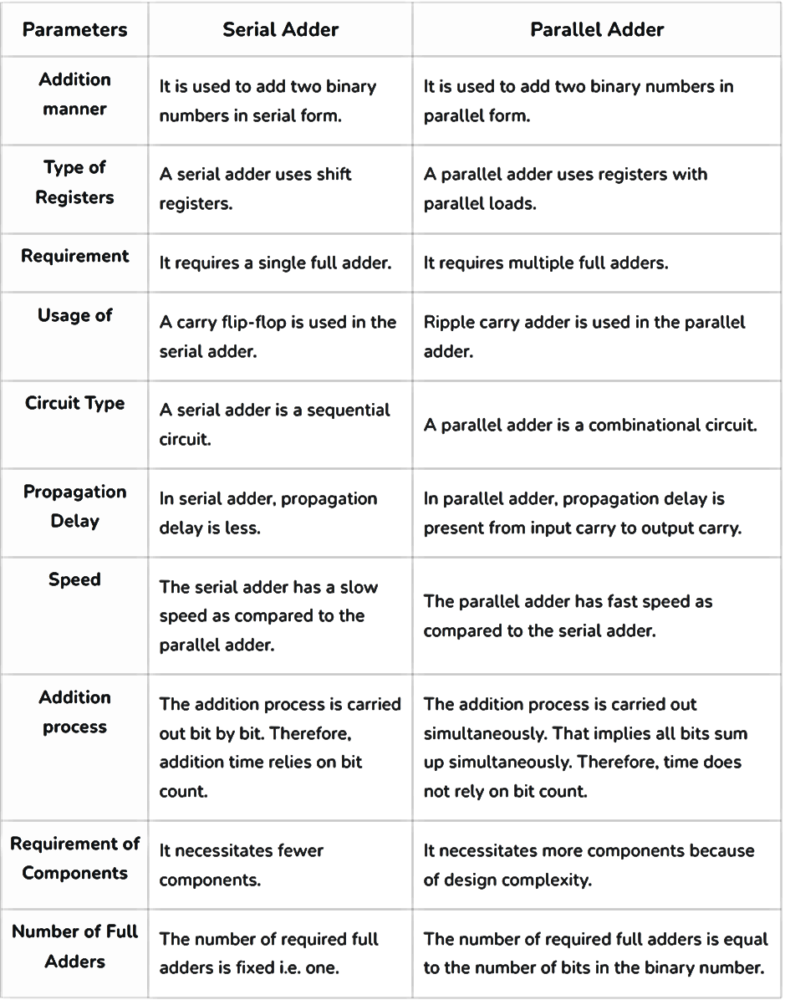 Parameters
Serial Adder
Parallel Adder
Addition
manner
It is used to add two binary
numbers in serial form.
It is used to add two binary numbers in
parallel form.
Type of
Registers
A serial adder uses shift
registers.
A parallel adder uses registers with
parallel loads.
Requirement
It requires a single full adder.
It requires multiple full adders.
Usage of
A carry flip-flop is used in the
serial adder.
Ripple carry adder is used in the parallel
adder.
Circuit Type
A serial adder is a sequential
circuit.
A parallel adder is a combinational circuit.
Propagation
Delay
In serial adder, propagation
delay is less.
In parallel adder, propagation delay is
present from input carry to output carry.
Speed
The serial adder has a slow
speed as compared to the
parallel adder.
The parallel adder has fast speed as
compared to the serial adder.
Addition
process
The addition process is carried
out bit by bit. Therefore,
addition time relies on bit
count.
The addition process is carried out
simultaneously. That implies all bits sum
up simultaneously. Therefore, time does
not rely on bit count.
Requirement of
Components
It necessitates fewer
components.
It necessitates more components because
of design complexity.
Number of Full
Adders
The number of required full
adders is fixed i.e. one.
The number of required full adders is equal
to the number of bits in the binary number.